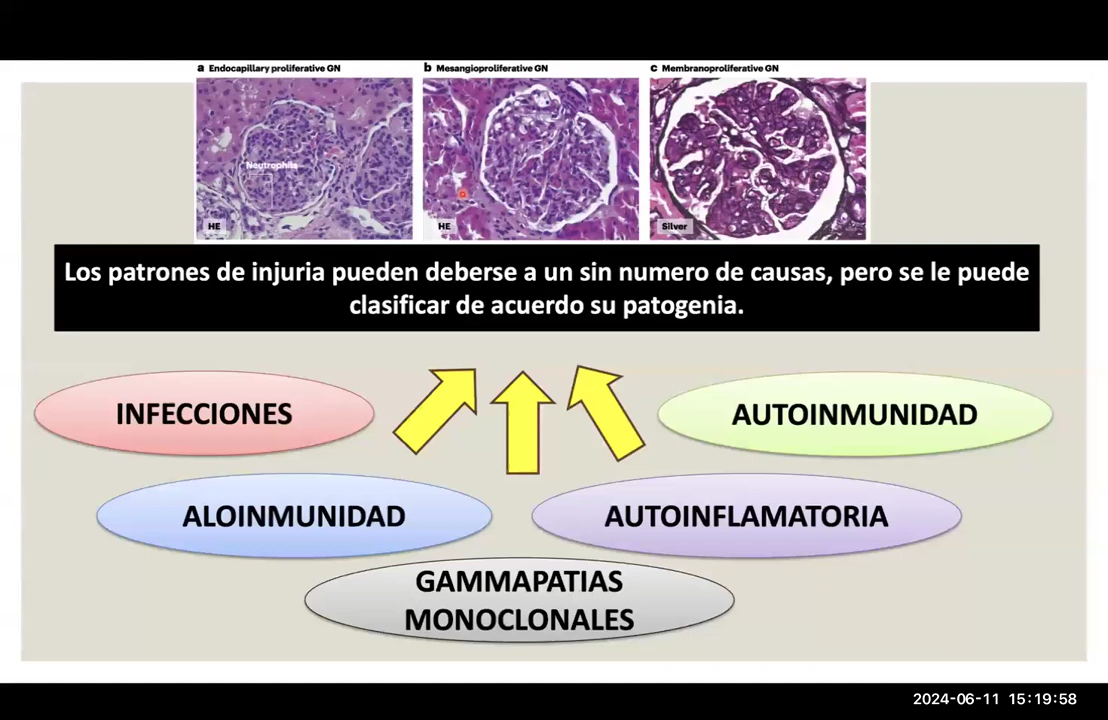 a Endocapillary proliferative GN
b Mesangioproliferative GN
c Membranoproliferative GN
Neutrophils
HE
HE
Silver
Los patrones de injuria pueden deberse a un sin numero de causas, pero se le puede
clasificar de acuerdo su patogenia.
INFECCIONES
AUTOINMUNIDAD
ALOINMUNIDAD
AUTOINFLAMATORIA
GAMMAPATIAS
MONOCLONALES
2024-06-11 15:19:58